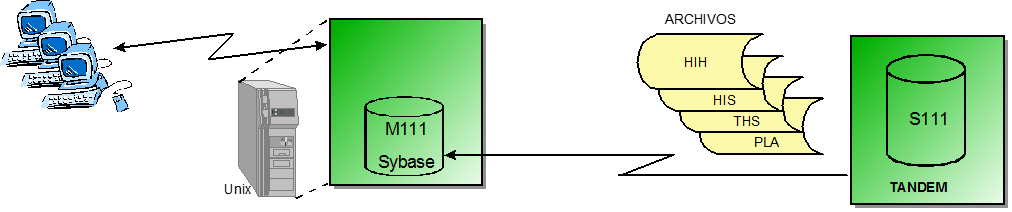 ARCHIVOS
HIH
HIS
THS
PLA
M111
Sybase
Unix
S111
TANDEM